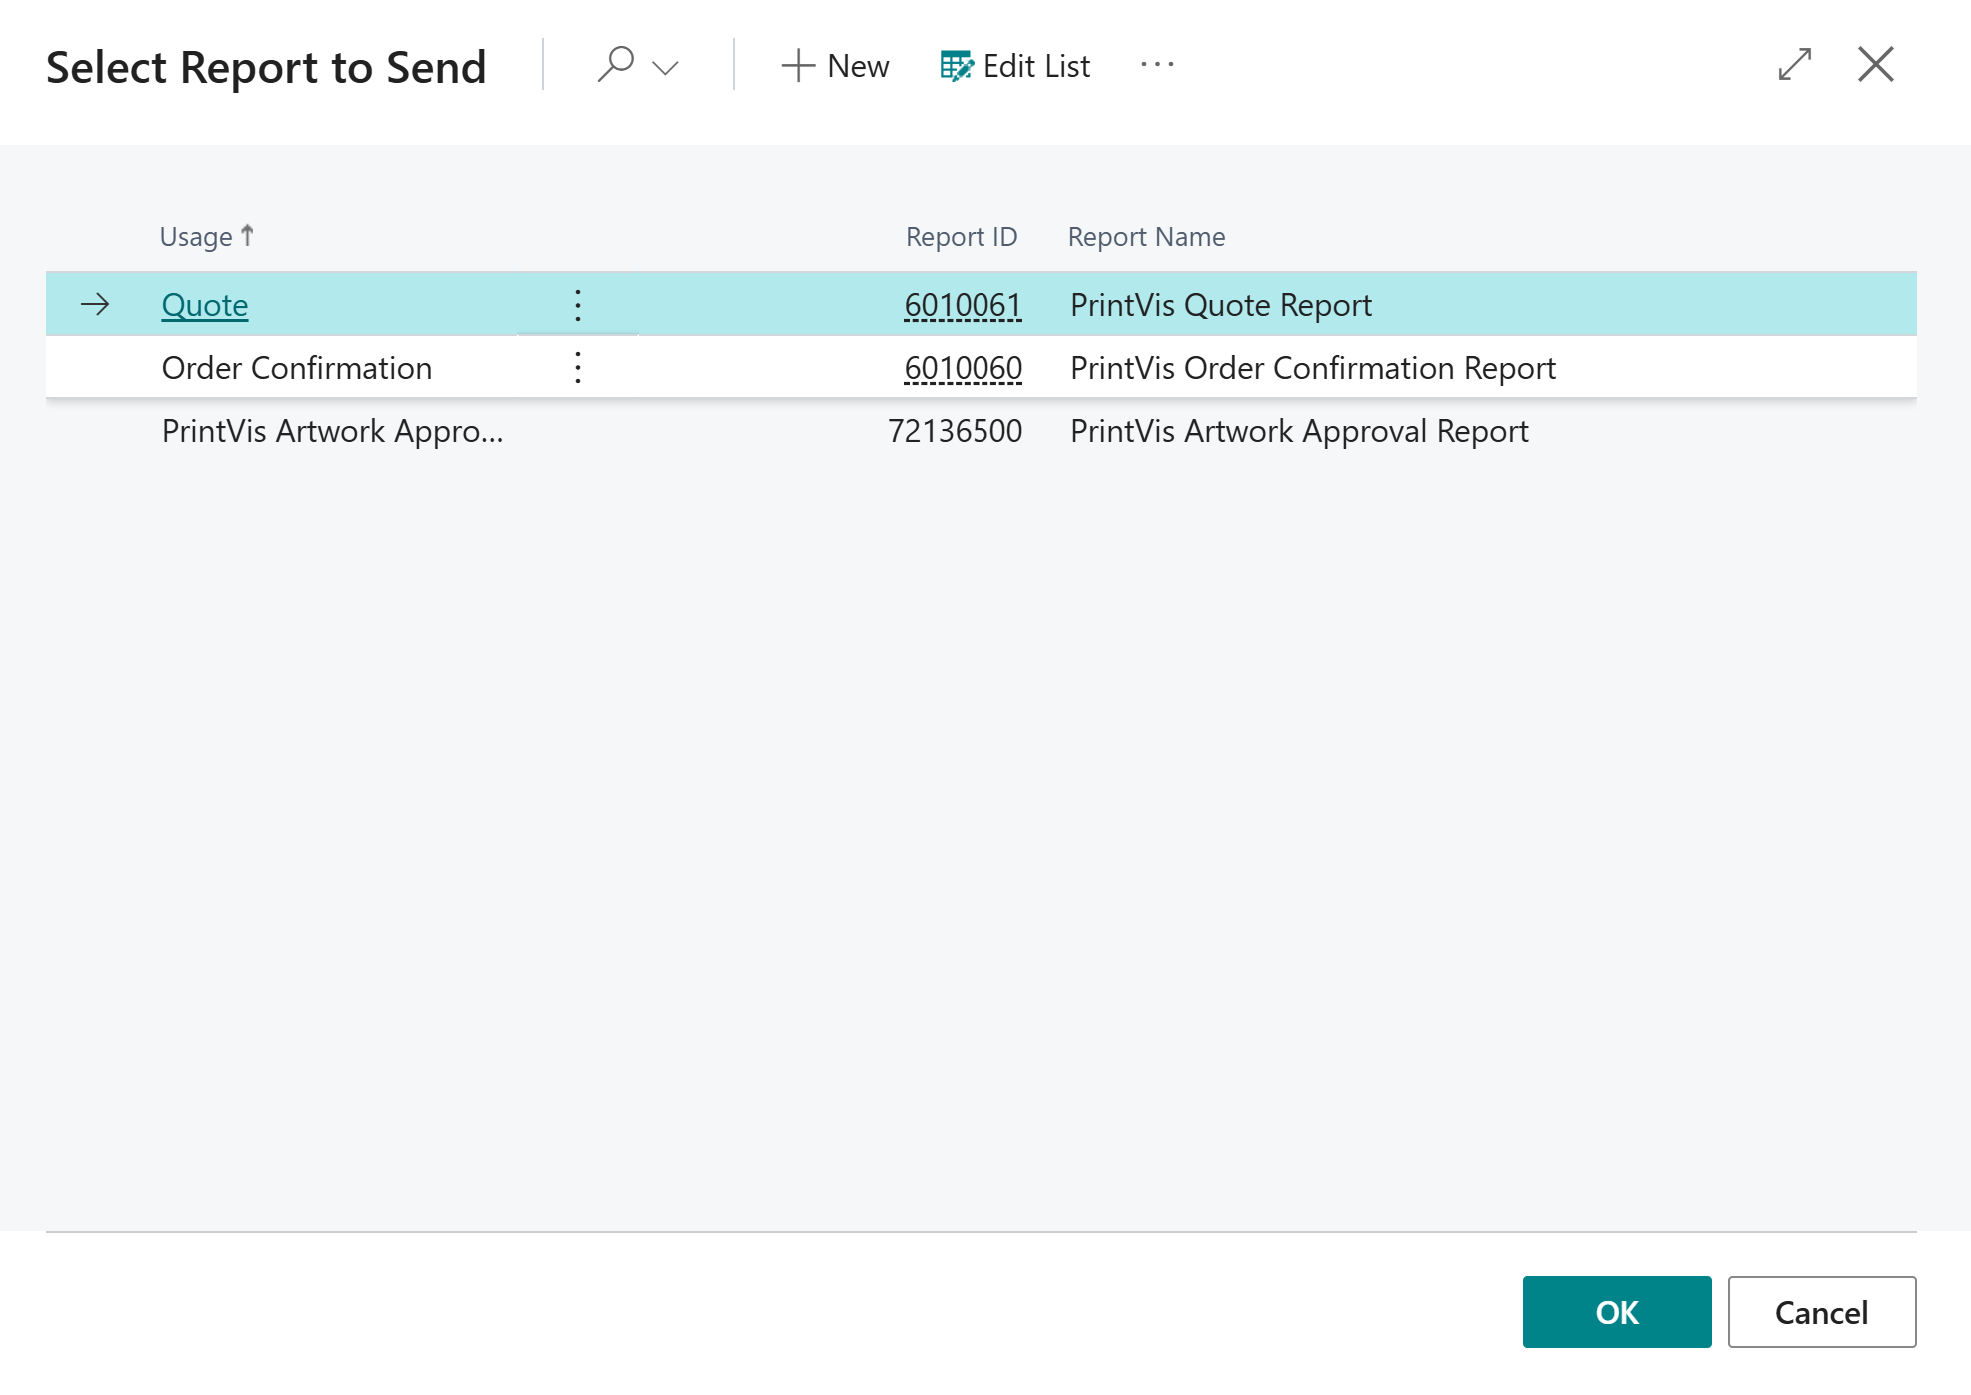 Select Report to Send New Edit List ...
Usage ↑ Report ID Report Name
Quote 6010061 PrintVis Quote Report
Order Confirmation 6010060 PrintVis Order Confirmation Report
PrintVis Artwork Appro... 72136500 PrintVis Artwork Approval Report
OK Cancel